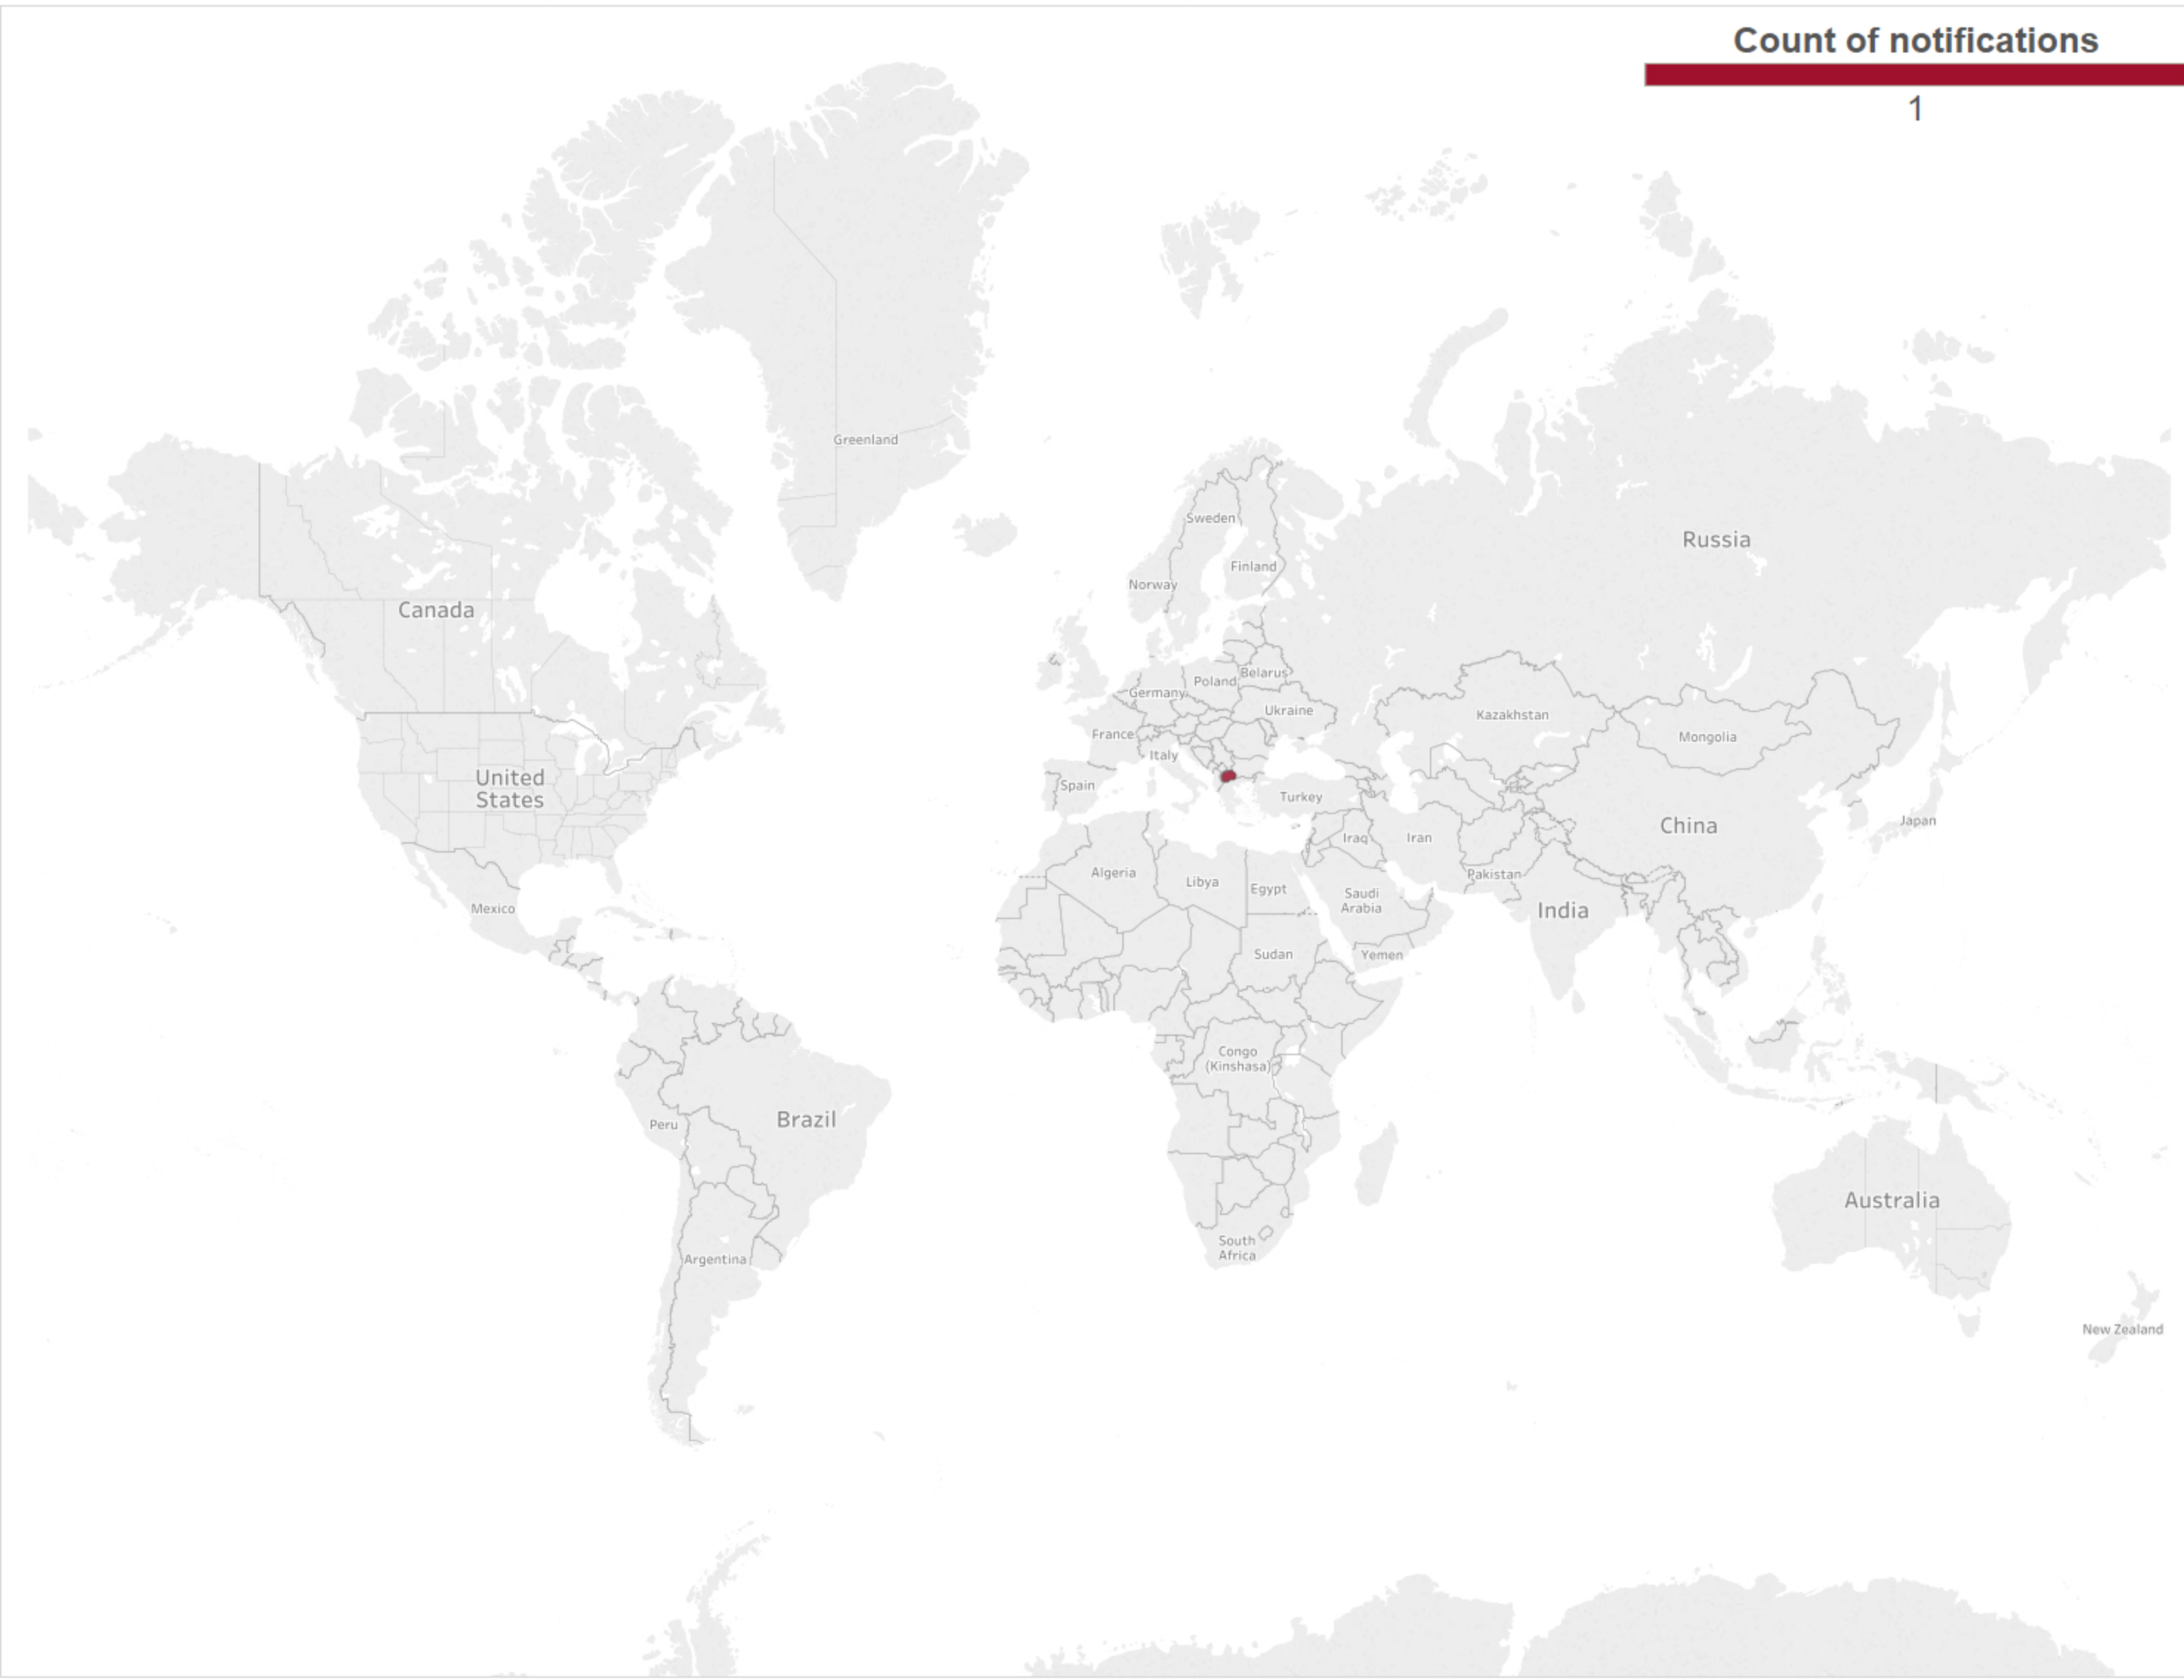 Count of notifications
1
Greenland
Sweden
Russia
Finland
Norway
Canada
Belarus
Poland
Germany
Ukraine
Kazakhstan
France
Mongolia
Italy
United
States
Spain
Turkey
China
Japan
Iraq
Iran
Algeria
Pakistan
Libya
Egypt
Saudi
Arabia
Mexico
India
Sudan
Yemen
Congo
(Kinshasa)
Brazil
Peru
Australia
South
Africa
Argentina
New Zealand